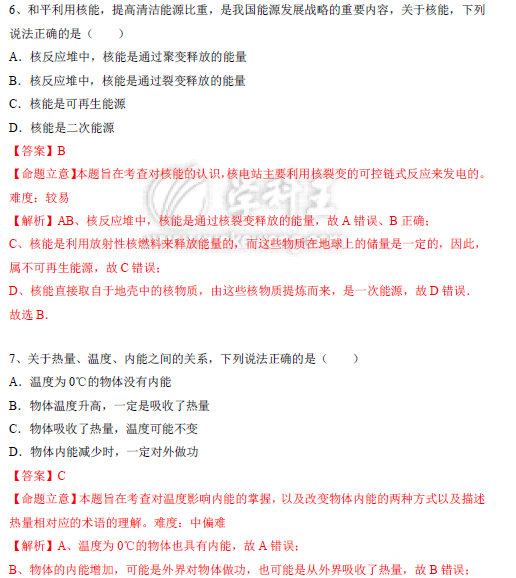 6、和平利用核能，提高清洁能源比重，是我国能源发展战略的重要内容，关于核能，下列
说法正确的是（　　）
A．核反应堆中，核能是通过聚变释放的能量
B．核反应堆中，核能是通过裂变释放的能量
C．核能是可再生能源
D．核能是二次能源
【答案】B
【命题立意】本题旨在考查对核能的认识，核电站主要利用核裂变的可控链式反应来发电的。
难度：较易
【解析】AB、核反应堆中，核能是通过核裂变释放的能量，故 A 错误、B 正确；
C、核能是利用放射性核燃料来释放能量的，而这些物质在地球上的储量是一定的，因此，
属不可再生能源，故 C 错误；
D、核能直接取自于地壳中的核物质，由这些核物质提炼而来，是一次能源，故 D 错误．
故选 B．
7、关于热量、温度、内能之间的关系，下列说法正确的是（　　）
A．温度为 0℃的物体没有内能
B．物体温度升高，一定是吸收了热量
C．物体吸收了热量，温度可能不变
D．物体内能减少时，一定对外做功
【答案】C
【命题立意】本题旨在考查对温度影响内能的掌握，以及改变物体内能的两种方式以及描述
热量相对应的术语的理解。难度：中偏难
【解析】A、温度为 0℃的物体也具有内能，故 A 错误；
B、物体的内能增加，可能是外界对物体做功，也可能是从外界吸收了热量，故 B 错误；